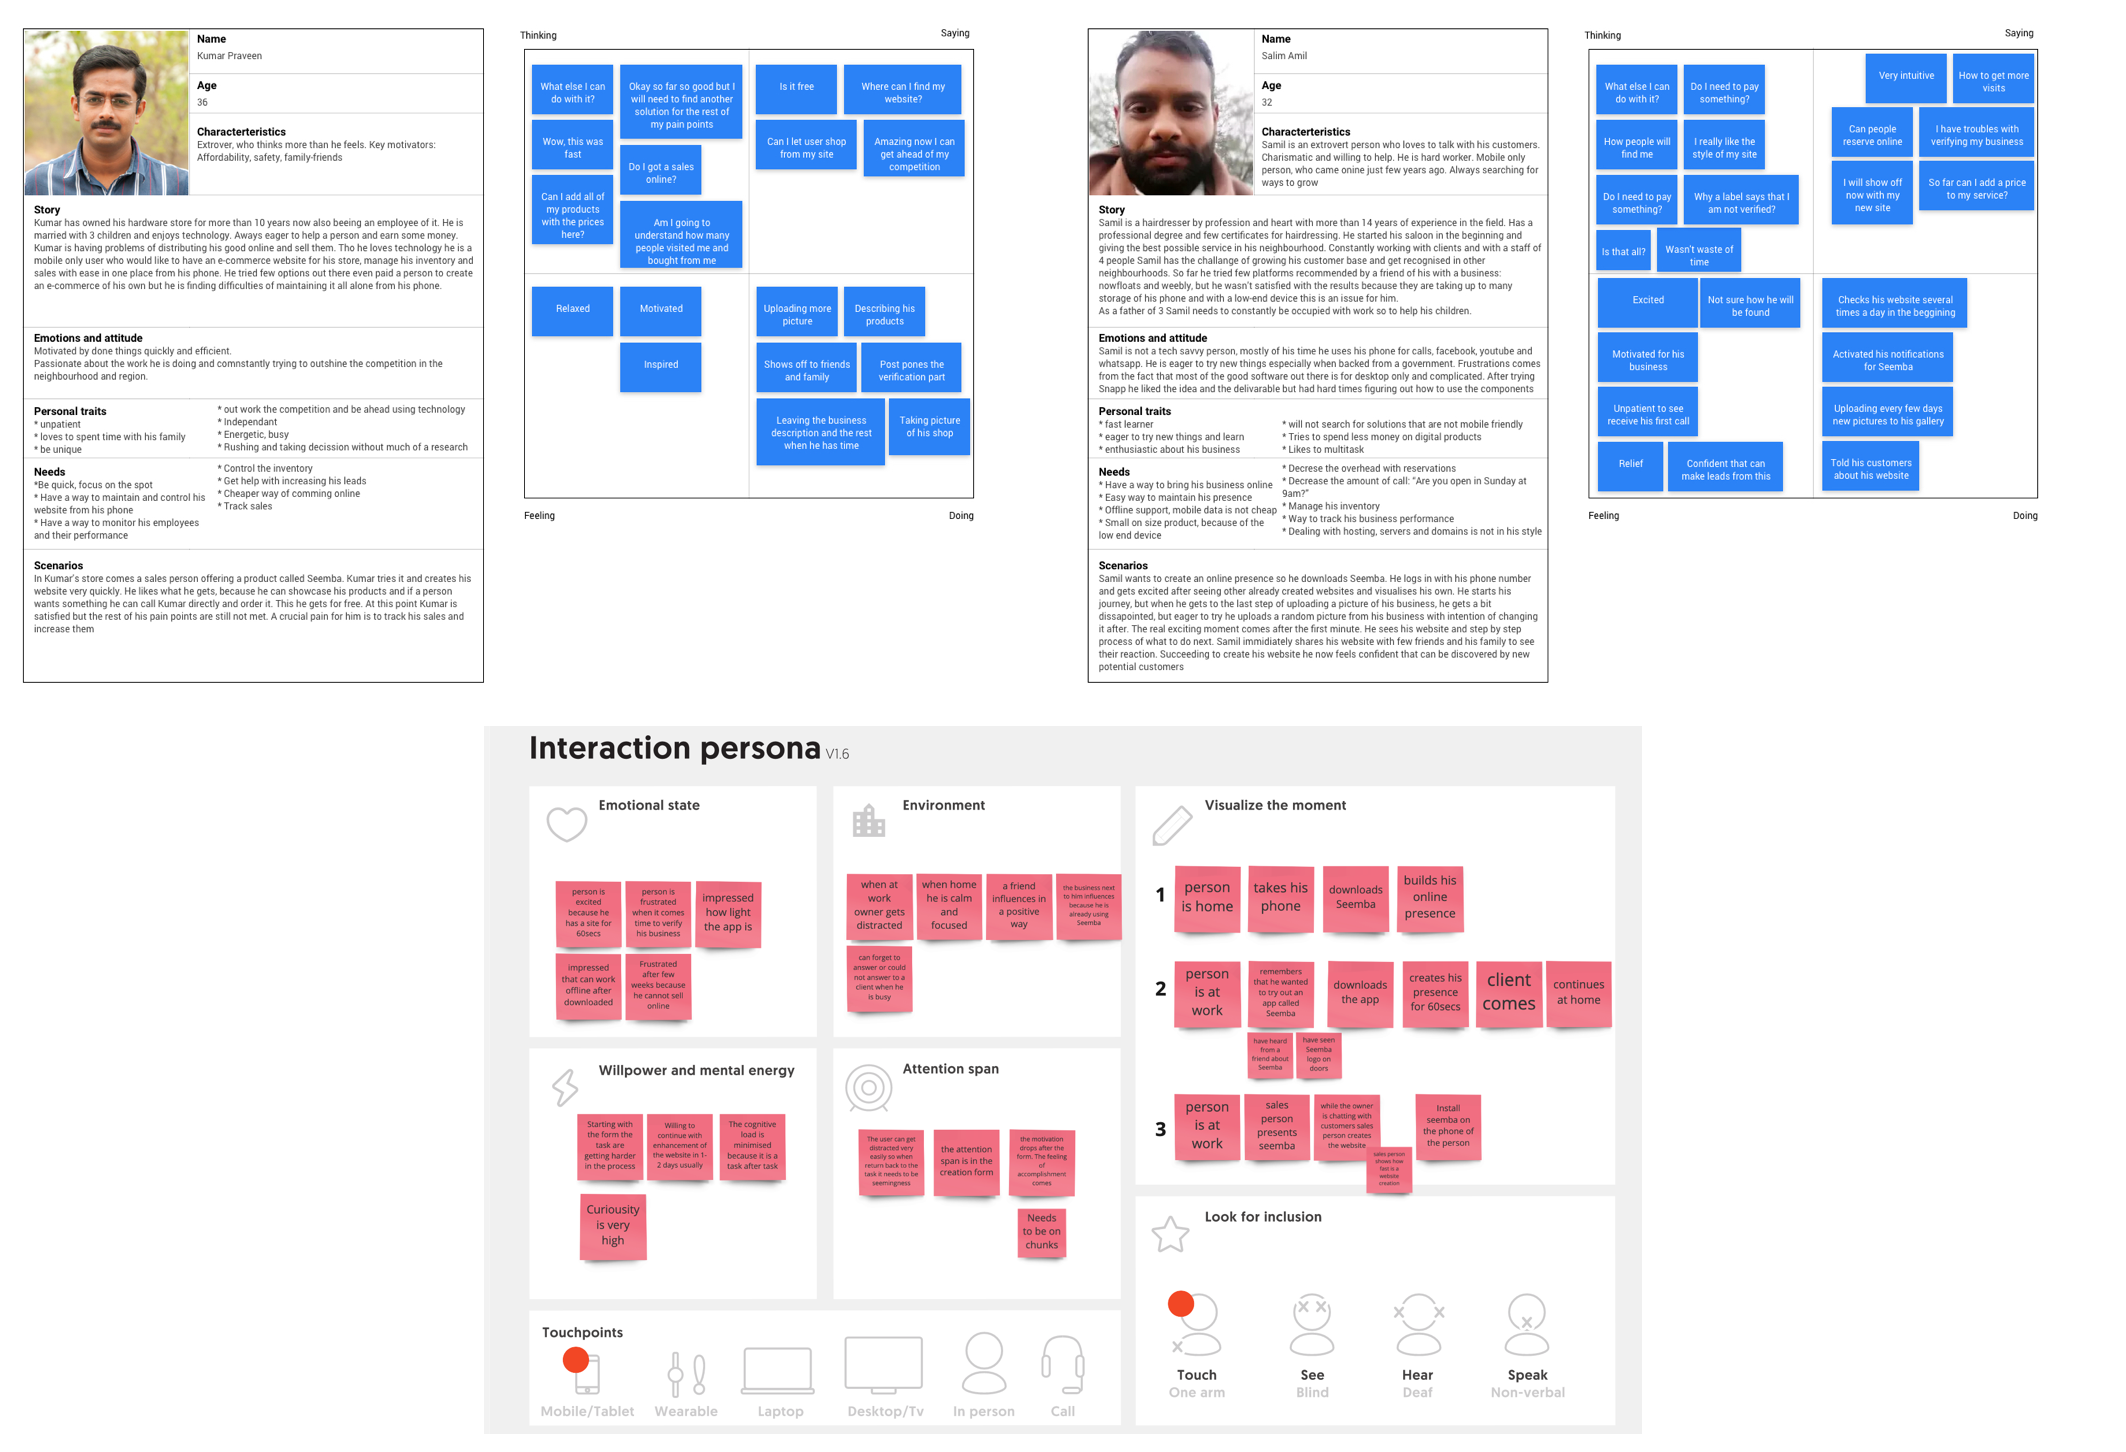 Name
Kumar Praveen
Age
36
Characterteristics
Extrover, who thinks more than he feels. Key motivators:
Affordability, safety, family-friends
Story
Kumar has owned his hardware store for more than 10 years now also beeing an employee of it. He is
married with 3 children and enjoys technology. Aways eager to help a person and earn some money.
Kumar is having problems of distributing his good online and sell them. Tho he loves technology he is a
mobile only user who would like to have an e-commerce website for his store, manage his inventory and
sales with ease in one place from his phone. He tried few options out there even paid a person to create
an e-commerce of his own but he is finding difficulties of maintaining it all alone from his phone.
Emotions and attitude
Motivated by done things quickly and efficient.
Passionate about the work he is doing and comnstantly trying to outshine the competition in the
neighbourhood and region.
Personal traits
* unpatient
* loves to spent time with his family
* be unique
* out work the competition and be ahead using technology
* Independant
* Energetic, busy
* Rushing and taking decission without much of a research
Needs
*Be quick, focus on the spot
* Have a way to maintain and control his
website from his phone
* Have a way to monitor his employees
and their performance
* Control the inventory
* Get help with increasing his leads
* Cheaper way of comming online
* Track sales
Scenarios
In Kumar's store comes a sales person offering a product called Seemba. Kumar tries it and creates his
website very quickly. He likes what he gets, because he can showcase his products and if a person
wants something he can call Kumar directly and order it. This he gets for free. At this point Kumar is
satisfied but the rest of his pain points are still not met. A crucial pain for him is to track his sales and
increase them
Thinking
Saying
What else I can
do with it?
Okay so far so good but I
will need to find another
solution for the rest of
my pain points
Wow, this was
fast
Do I got a sales
online?
Can I add all of
my products
with the prices
here?
Am I going to
understand how many
people visited me and
bought from me
Is it free
Where can I find my
website?
Can I let user shop
from my site
Amazing now I can
get ahead of my
competition
Relaxed
Motivated
Inspired
Uploading more
picture
Describing his
products
Shows off to friends
and family
Post pones the
verification part
Leaving the business
description and the rest
when he has time
Taking picture
of his shop
Feeling
Doing
Name
Salim Amil
Age
32
Characterteristics
Samil is an extrovert person who loves to talk with his customers.
Charismatic and willing to help. He is hard worker. Mobile only
person, who came onine just few years ago. Always searching for
ways to grow
Story
Samil is a hairdresser by profession and heart with more than 14 years of experience in the field. Has a
professional degree and few certificates for hairdressing. He started his saloon in the beginning and
giving the best possible service in his neighbourhood. Constantly working with clients and with a staff of
4 people Samil has the challange of growing his customer base and get recognised in other
neighbourhoods. So far he tried few platforms recommended by a friend of his with a business:
nowfloats and weebly, but he wasn't satisfied with the results because they are taking up to many
storage of his phone and with a low-end device this is an issue for him.
As a father of 3 Samil needs to constantly be occupied with work so to help his children.
Emotions and attitude
Samil is not a tech savvy person, mostly of his time he uses his phone for calls, facebook, youtube and
whatsapp. He is eager to try new things especially when backed from a government. Frustrations comes
from the fact that most of the good software out there is for desktop only and complicated. After trying
Snapp he liked the idea and the delivarable but had hard times figuring out how to use the components
Personal traits
* fast learner
* eager to try new things and learn
* enthusiastic about his business
* will not search for solutions that are not mobile friendly
* Tries to spend less money on digital products
* Likes to multitask
Needs
* Have a way to bring his business online
* Easy way to maintain his presence
* Offline support, mobile data is not cheap
* Small on size product, because of the
low end device
* Decrese the overhead with reservations
* Decrease the amount of call: "Are you open in Sunday at
9am?"
* Manage his inventory
* Way to track his business performance
* Dealing with hosting, servers and domains is not in his style
Scenarios
Samil wants to create an online presence so he downloads Seemba. He logs in with his phone number
and gets excited after seeing other already created websites and visualises his own. He starts his
journey, but when he gets to the last step of uploading a picture of his business, he gets a bit
dissapointed, but eager to try he uploads a random picture from his business with intention of changing
it after. The real exciting moment comes after the first minute. He sees his website and step by step
process of what to do next. Samil immidiately shares his website with few friends and his family to see
their reaction. Succeeding to create his website he now feels confident that can be discovered by new
potential customers
Thinking
Saying
What else I can
do with it?
Do I need to pay
something?
How people will
find me
I really like the
style of my site
Do I need to pay
something?
Why a label says that I
am not verified?
Is that all?
Wasn't waste of
time
Very intuitive
How to get more
visits
Can people
reserve online
I have troubles with
verifying my business
I will show off
now with my
new site
So far can I add a price
to my service?
Excited
Not sure how he will
be found
Motivated for his
business
Unpatient to see
receive his first call
Relief
Confident that can
make leads from this
Checks his website several
times a day in the beggining
Activated his notifications
for Seemba
Uploading every few days
new pictures to his gallery
Told his customers
about his website
Feeling
Doing
Interaction persona V1.6
Emotional state
person is
excited
because he
has a site for
60secs
person is
frustrated
when it comes
time to verify
his business
impressed
how light
the app is
impressed
that can work
offline after
downloaded
Frustrated
after few
weeks because
he cannot sell
online
Environment
when at
work
owner gets
distracted
when home
he is calm
and
focused
a friend
influences in
a positive
way
the business next
to him influences
because he is
already using
Seemba
can forget to
answer or could
not answer to a
client when he
is busy
Visualize the moment
1
person
is home
takes his
phone
downloads
Seemba
builds his
online
presence
2
person
is at
work
remembers
that he wanted
to try out an
app called
Seemba
downloads
the app
creates his
presence
for 60secs
client
comes
continues
at home
have heard
from a
friend about
Seemba
have seen
Seemba
logo on
doors
3
person
is at
work
sales
person
presents
seemba
while the owner
is chatting with
customers sales
person creates
the website
sales person
shows how
fast is a
website
creation
Install
seemba on
the phone of
the person
Willpower and mental energy
Starting with
the form the
task are
getting harder
in the process
Willing to
continue with
enhancement of
the website in 1-
2 days usually
The cognitive
load is
minimised
because it is a
task after task
Curiousity
is very
high
Attention span
The user can get
distracted very
easily so when
return back to the
task it needs to be
seemingness
the attention
span is in the
creation form
the motivation
drops after the
form. The feeling
of
accomplishment
comes
Needs
to be on
chunks
Look for inclusion
Touch
One arm
See
Blind
Hear
Deaf
Speak
Non-verbal
Touchpoints
Mobile/Tablet
Wearable
Laptop
Desktop/Tv
In person
Call